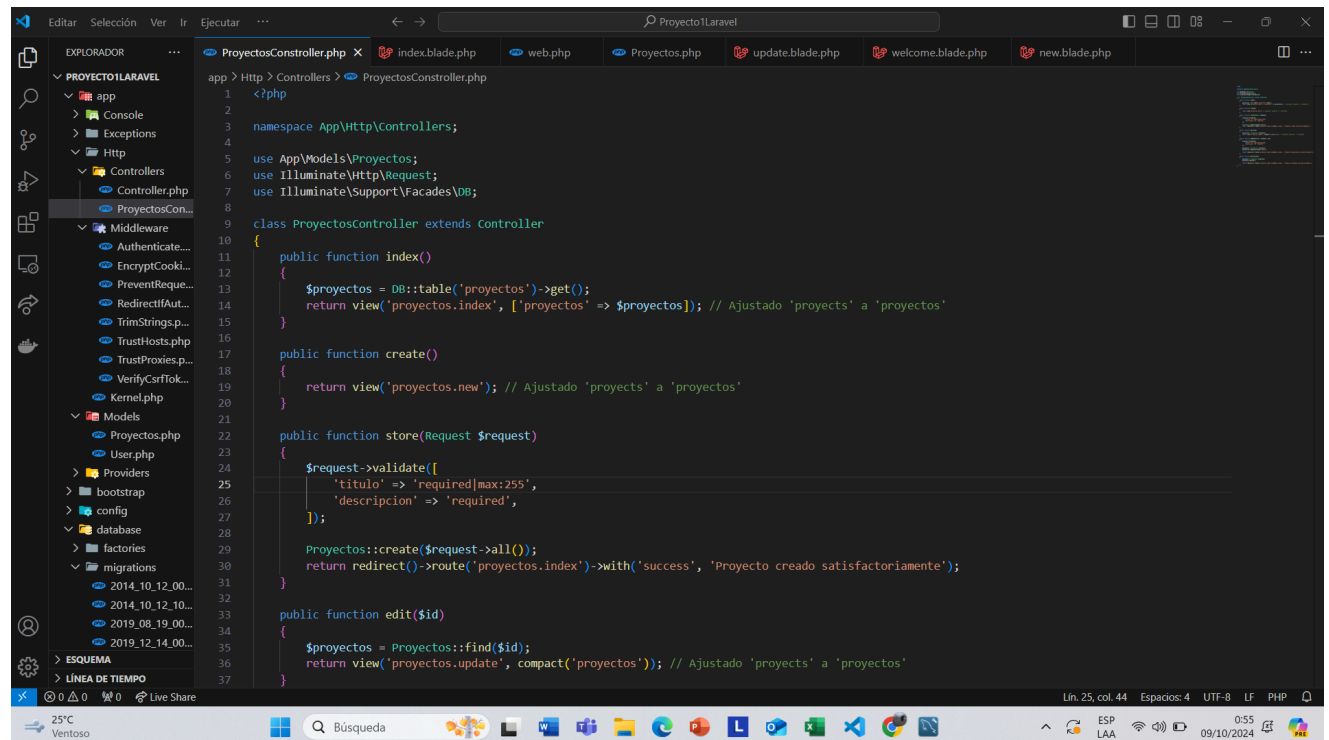 Editar Selección Ver Ir Ejecutar ···
Proyecto1Laravel
EXPLORADOR ···
PROYECTO1LARAVEL
app
Console
Exceptions
Http
Controllers
Controller.php
ProyectosCon...
Middleware
Authenticate....
EncryptCooki...
PreventReque...
RedirectIfAut...
TrimStrings.p...
TrustHosts.php
TrustProxies.p...
VerifyCsrfTok...
Kernel.php
Models
Proyectos.php
User.php
Providers
bootstrap
config
database
factories
migrations
2014_10_12_00...
2014_10_12_10...
2019_08_19_00...
2019_12_14_00...
ESQUEMA
LÍNEA DE TIEMPO
ProyectosConstroller.php index.blade.php web.php Proyectos.php update.blade.php welcome.blade.php new.blade.php
app > Http > Controllers > ProyectosConstroller.php
1 <?php
2
3 namespace App\Http\Controllers;
4
5 use App\Models\Proyectos;
6 use Illuminate\Http\Request;
7 use Illuminate\Support\Facades\DB;
8
9 class ProyectosController extends Controller
10 {
11 public function index()
12 {
13 $proyectos = DB::table('proyectos')->get();
14 return view('proyectos.index', ['proyectos' => $proyectos]); // Ajustado 'proyects' a 'proyectos'
15 }
16
17 public function create()
18 {
19 return view('proyectos.new'); // Ajustado 'proyects' a 'proyectos'
20 }
21
22 public function store(Request $request)
23 {
24 $request->validate([
25 'titulo' => 'required|max:255',
26 'descripcion' => 'required',
27 ]);
28
29 Proyectos::create($request->all());
30 return redirect()->route('proyectos.index')->with('success', 'Proyecto creado satisfactoriamente');
31 }
32
33 public function edit($id)
34 {
35 $proyectos = Proyectos::find($id);
36 return view('proyectos.update', compact('proyectos')); // Ajustado 'proyects' a 'proyectos'
37 }
0 0 0 Live Share
Lín. 25, col. 44 Espacios: 4 UTF-8 LF PHP
25°C
Ventoso
Búsqueda
ESP
LAA
0:55
09/10/2024
PRE